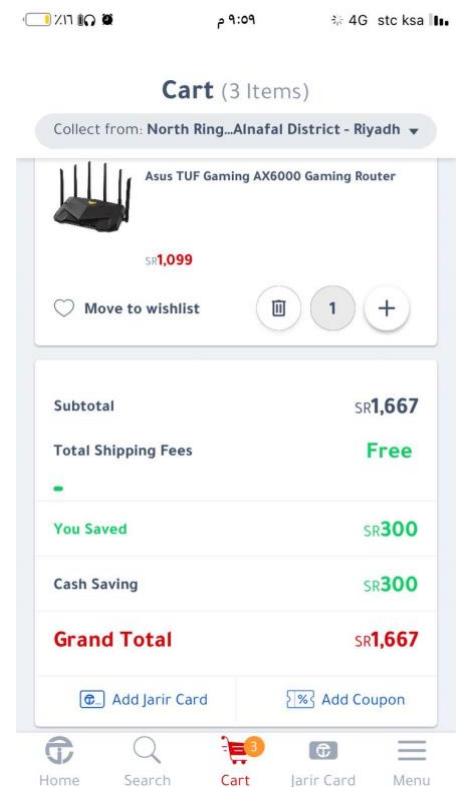 ٪١٦ ٩:٥٩ م 4G stc ksa
Cart (3 Items)
Collect from: North Ring...Alnafal District - Riyadh
Asus TUF Gaming AX6000 Gaming Router
SR1,099
Move to wishlist 1 +
Subtotal SR1,667
Total Shipping Fees Free
-
You Saved SR300
Cash Saving SR300
Grand Total SR1,667
Add Jarir Card % Add Coupon
3
Home Search Cart Jarir Card Menu